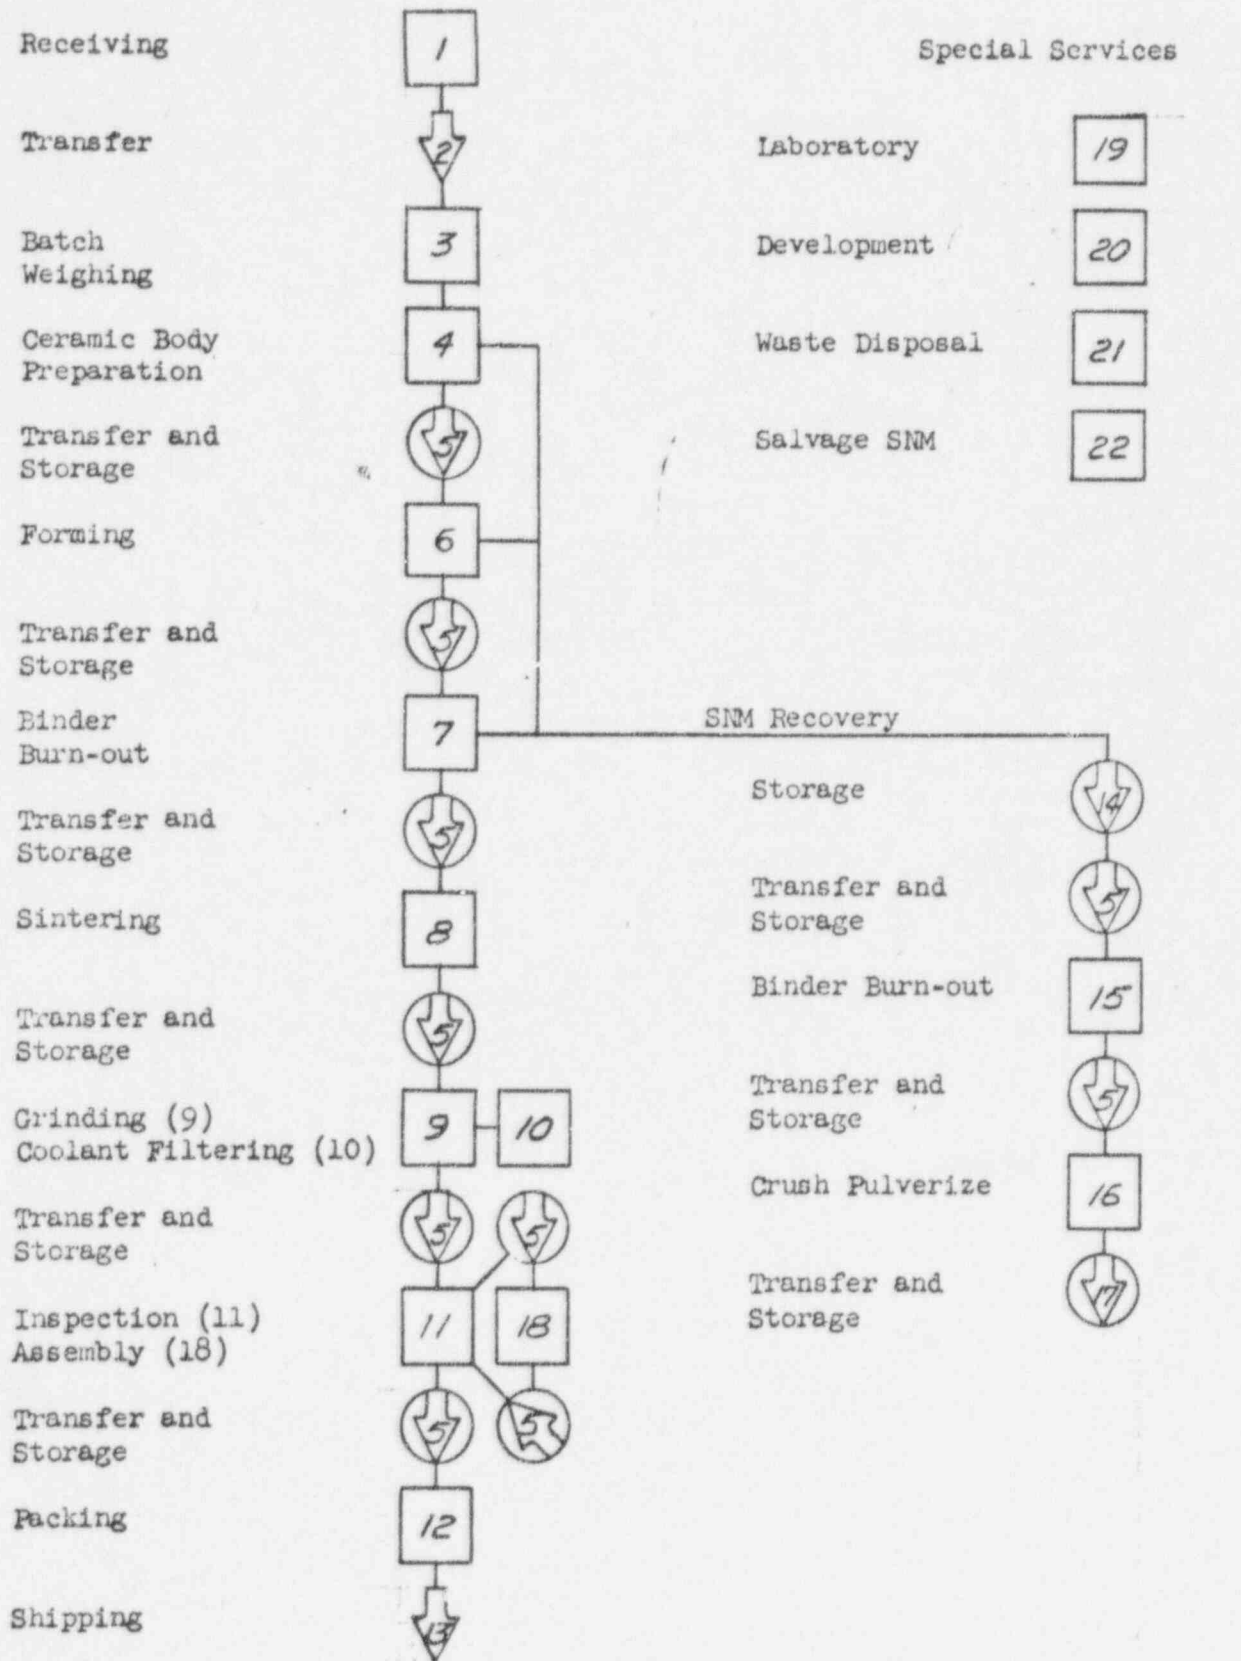 Receiving
1
Special Services
Transfer
2
Laboratory
19
Batch
Weighing
3
Development
20
Ceramic Body
Preparation
4
Waste Disposal
21
Transfer and
Storage
5
Salvage SNM
22
Forming
6
Transfer and
Storage
5
Binder
Burn-out
7
SNM Recovery
Storage
14
Transfer and
Storage
5
Transfer and
Storage
5
Sintering
8
Binder Burn-out
15
Transfer and
Storage
5
Transfer and
Storage
5
Grinding (9)
Coolant Filtering (10)
9
10
Crush Pulverize
16
Transfer and
Storage
5
5
Transfer and
Storage
17
Inspection (11)
Assembly (18)
11
18
Transfer and
Storage
5
5
Packing
12
Shipping
13